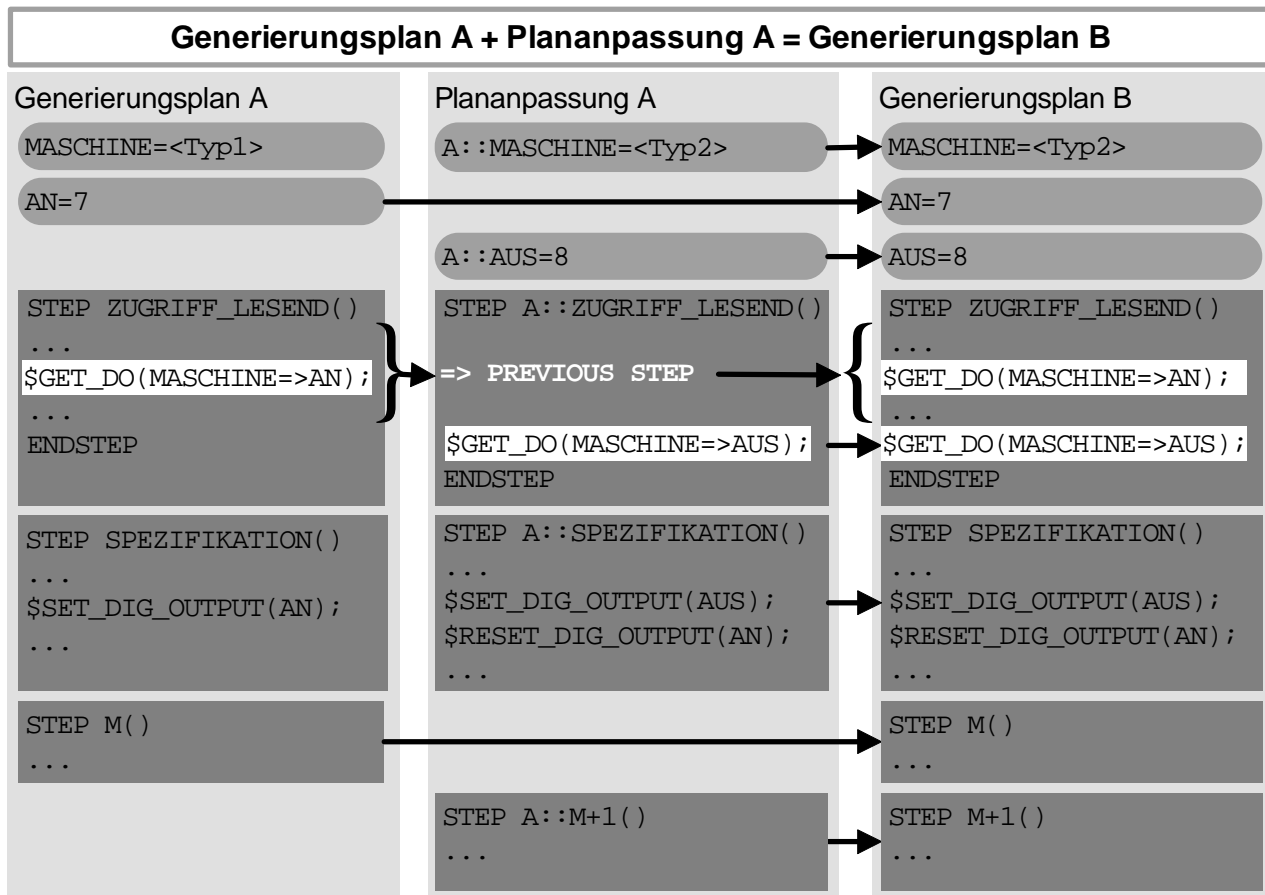 Generierungsplan A + Plananpassung A = Generierungsplan B
Generierungsplan A
MASCHINE=<Typ1>
AN=7
STEP ZUGRIFF_LESEND()
...
$GET_DO(MASCHINE=>AN);
...
ENDSTEP
STEP SPEZIFIKATION()
...
$SET_DIG_OUTPUT(AN);
...
STEP M()
...
Plananpassung A
A::MASCHINE=<Typ2>
A::AUS=8
STEP A::ZUGRIFF_LESEND()
=> PREVIOUS STEP
$GET_DO(MASCHINE=>AUS);
ENDSTEP
STEP A::SPEZIFIKATION()
...
$SET_DIG_OUTPUT(AUS);
$RESET_DIG_OUTPUT(AN);
...
STEP A::M+1()
...
Generierungsplan B
MASCHINE=<Typ2>
AN=7
AUS=8
STEP ZUGRIFF_LESEND()
...
$GET_DO(MASCHINE=>AN);
...
$GET_DO(MASCHINE=>AUS);
ENDSTEP
STEP SPEZIFIKATION()
...
$SET_DIG_OUTPUT(AUS);
$RESET_DIG_OUTPUT(AN);
...
STEP M()
...
STEP M+1()
...